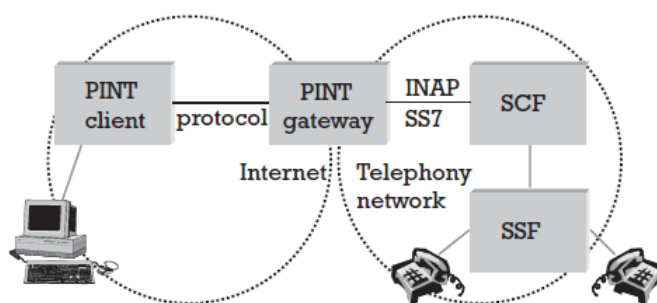 PINT
client
protocol
PINT
gateway
INAP
SS7
SCF
Internet
Telephony
network
SSF